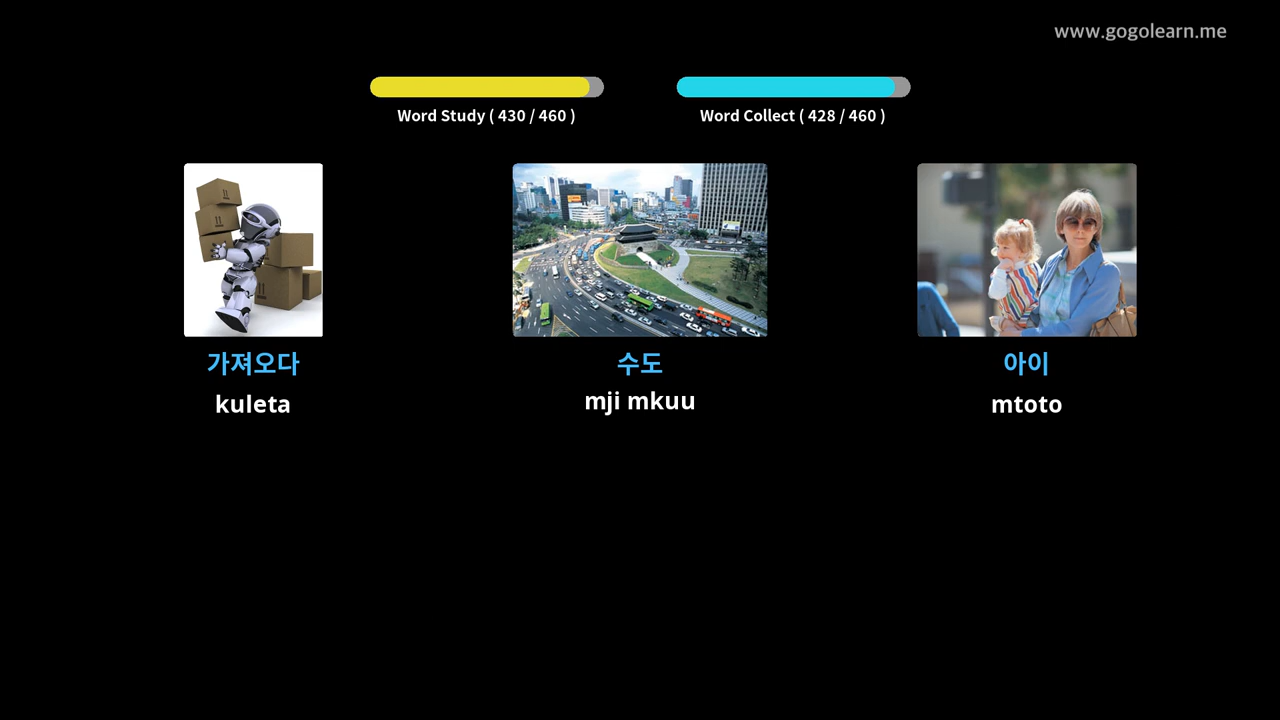 www.gogolearn.me
Word Study ( 430 / 460 )
Word Collect ( 428 / 460 )
가져오다
kuleta
수도
mji mkuu
아이
mtoto